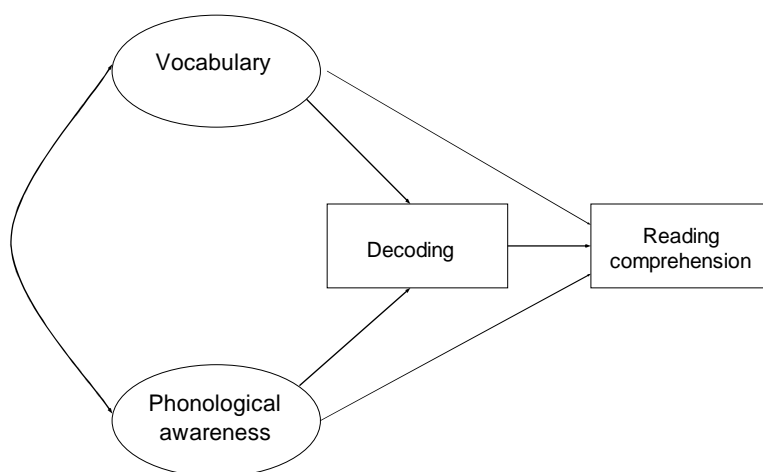 Vocabulary
Decoding
Reading
comprehension
Phonological
awareness